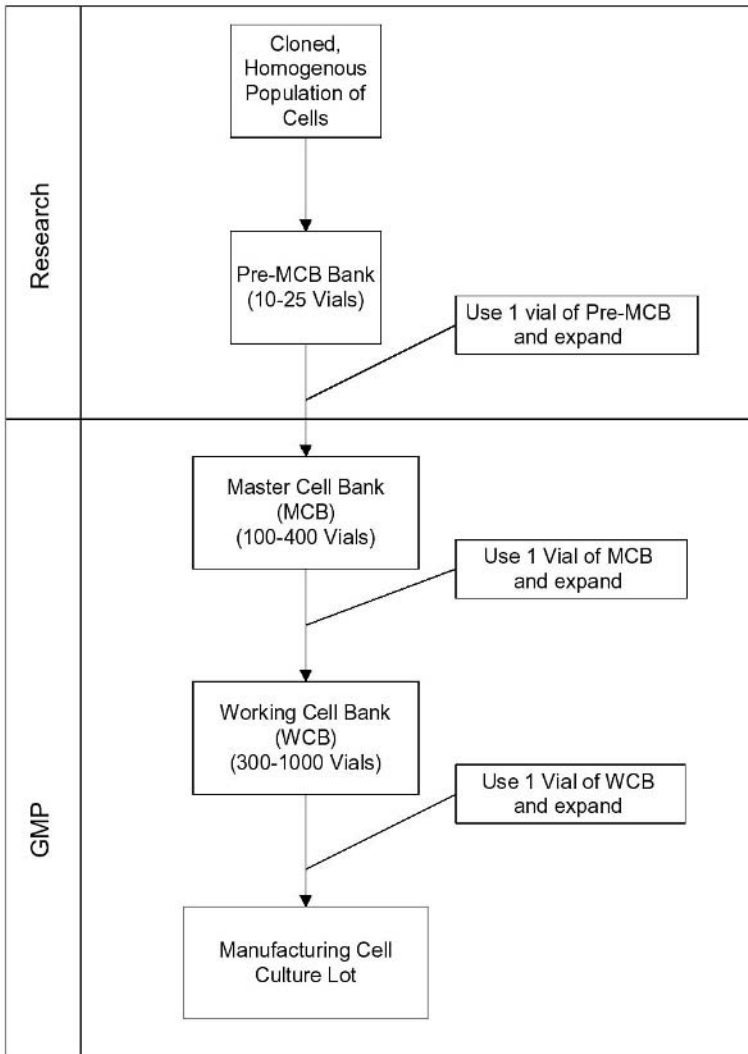 Research
Cloned,
Homogenous
Population of
Cells
Pre-MCB Bank
(10-25 Vials)
Use 1 vial of Pre-MCB
and expand
GMP
Master Cell Bank
(MCB)
(100-400 Vials)
Use 1 Vial of MCB
and expand
Working Cell Bank
(WCB)
(300-1000 Vials)
Use 1 Vial of WCB
and expand
Manufacturing Cell
Culture Lot